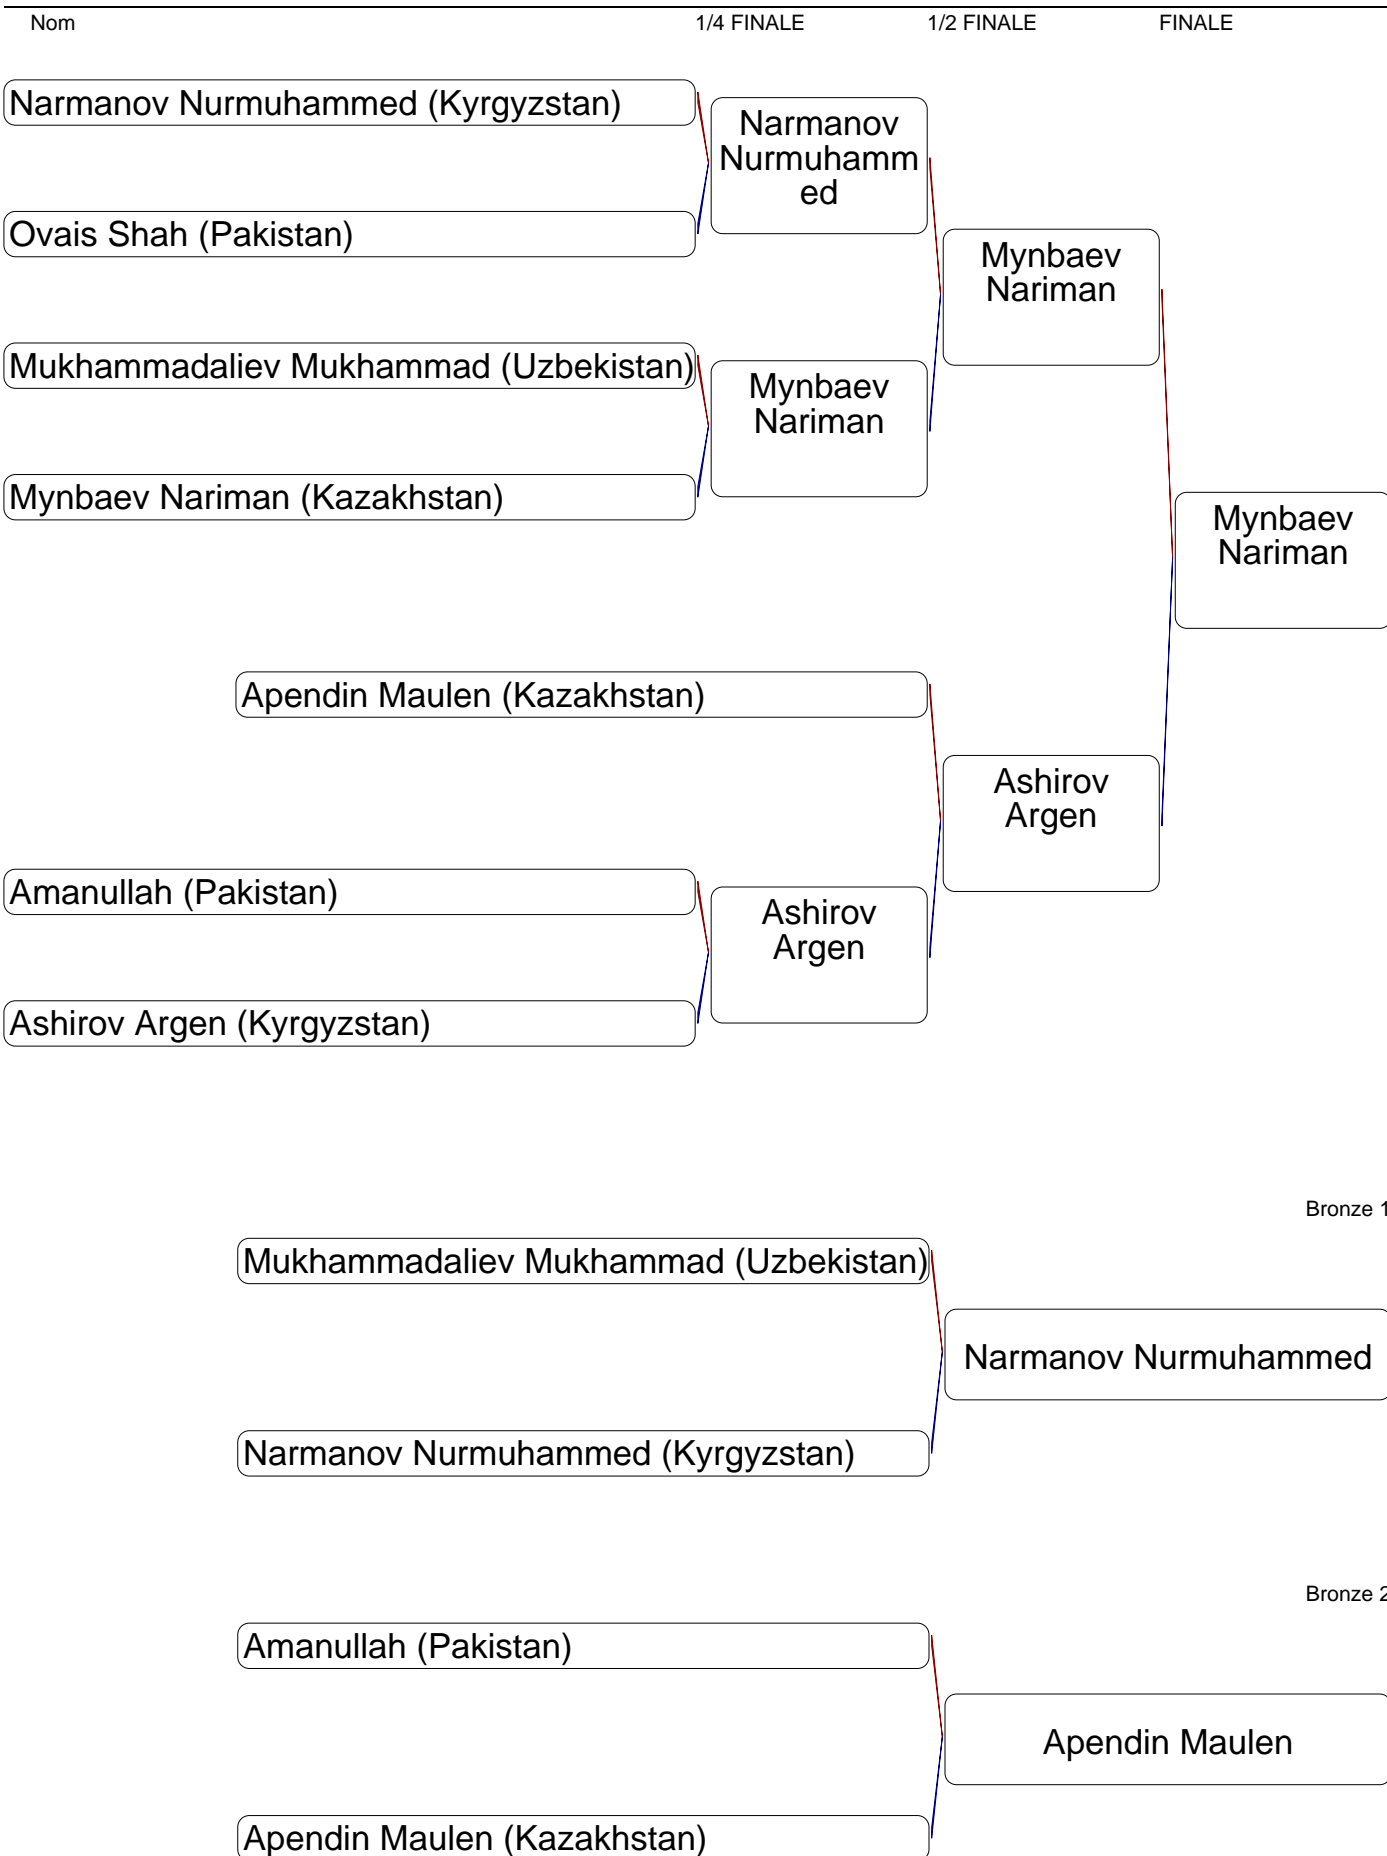 Nom 1/4 FINALE 1/2 FINALE FINALE
Narmanov Nurmuhammed (Kyrgyzstan)
Narmanov
Nurmuhamm
ed
Ovais Shah (Pakistan)
Mynbaev
Nariman
Mukhammadaliev Mukhammad (Uzbekistan)
Mynbaev
Nariman
Mynbaev Nariman (Kazakhstan)
Mynbaev
Nariman
Apendin Maulen (Kazakhstan)
Ashirov
Argen
Amanullah (Pakistan)
Ashirov
Argen
Ashirov Argen (Kyrgyzstan)
Bronze 1
Mukhammadaliev Mukhammad (Uzbekistan)
Narmanov Nurmuhammed
Narmanov Nurmuhammed (Kyrgyzstan)
Bronze 2
Amanullah (Pakistan)
Apendin Maulen
Apendin Maulen (Kazakhstan)